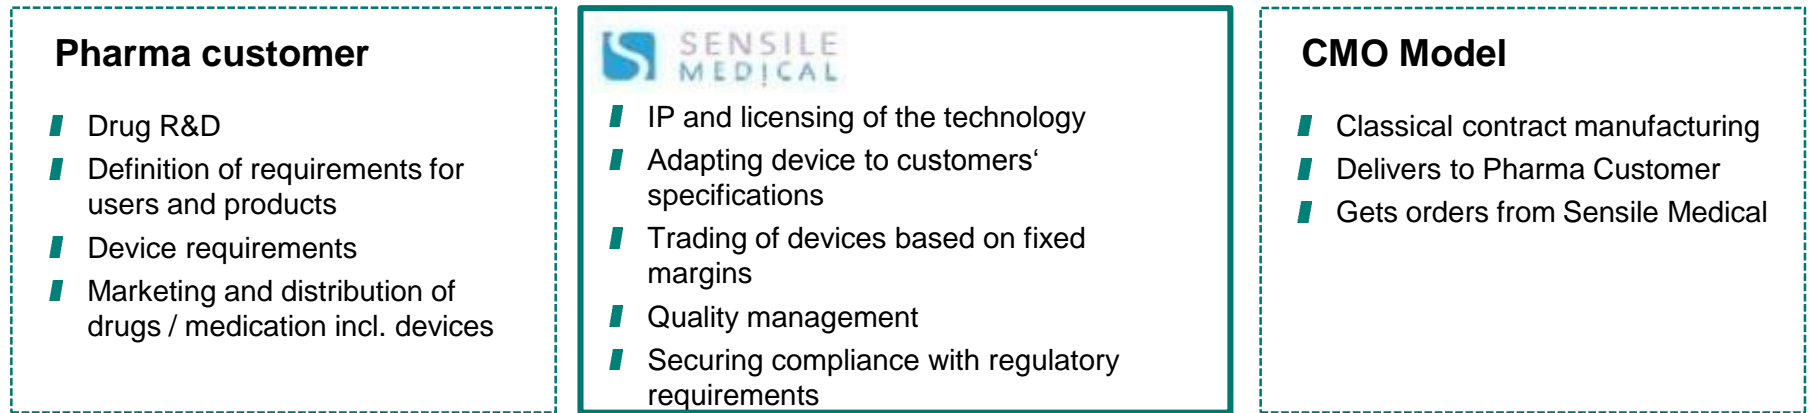 Pharma customer
Drug R&D
Definition of requirements for
users and products
Device requirements
Marketing and distribution of
drugs / medication incl. devices
SENSILE
MEDICAL
IP and licensing of the technology
Adapting device to customers‘
specifications
Trading of devices based on fixed
margins
Quality management
Securing compliance with regulatory
requirements
CMO Model
Classical contract manufacturing
Delivers to Pharma Customer
Gets orders from Sensile Medical